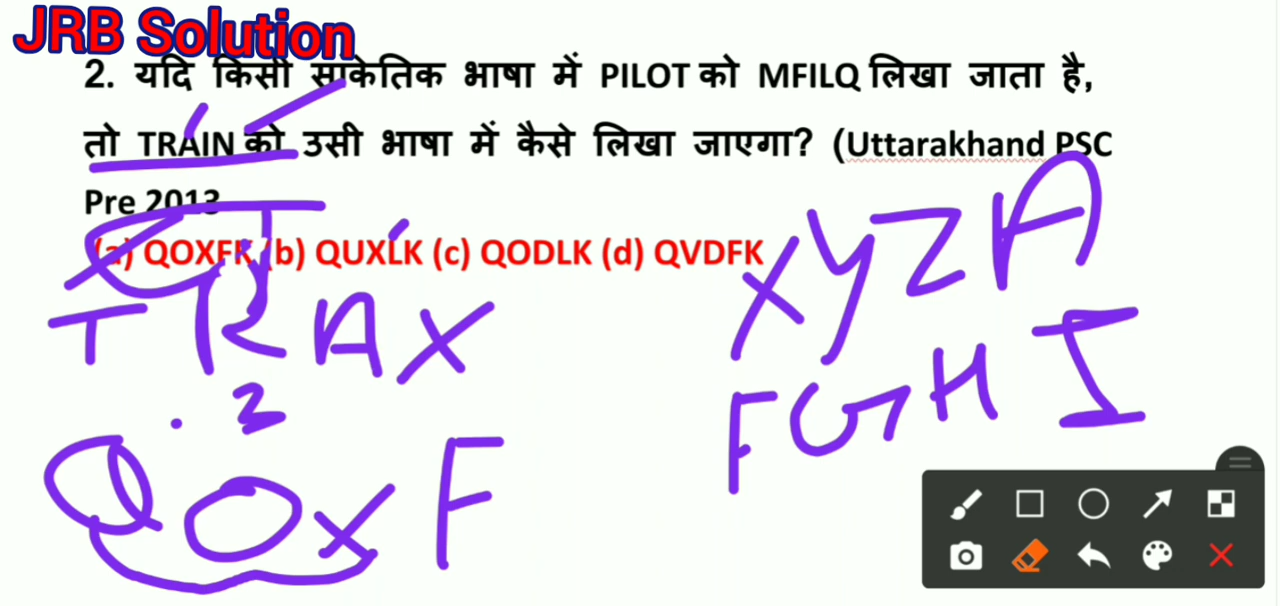 JRB Solution
2. यदि किसी सांकेतिक भाषा में PILOT को MFILQ लिखा जाता है,
तो TRAIN को उसी भाषा में कैसे लिखा जाएगा? (Uttarakhand PSC
Pre 2013
(a) QOXFK (b) QUXLK (c) QODLK (d) QVDFK
XYZA
TRAX
FGHI
3
QOXF